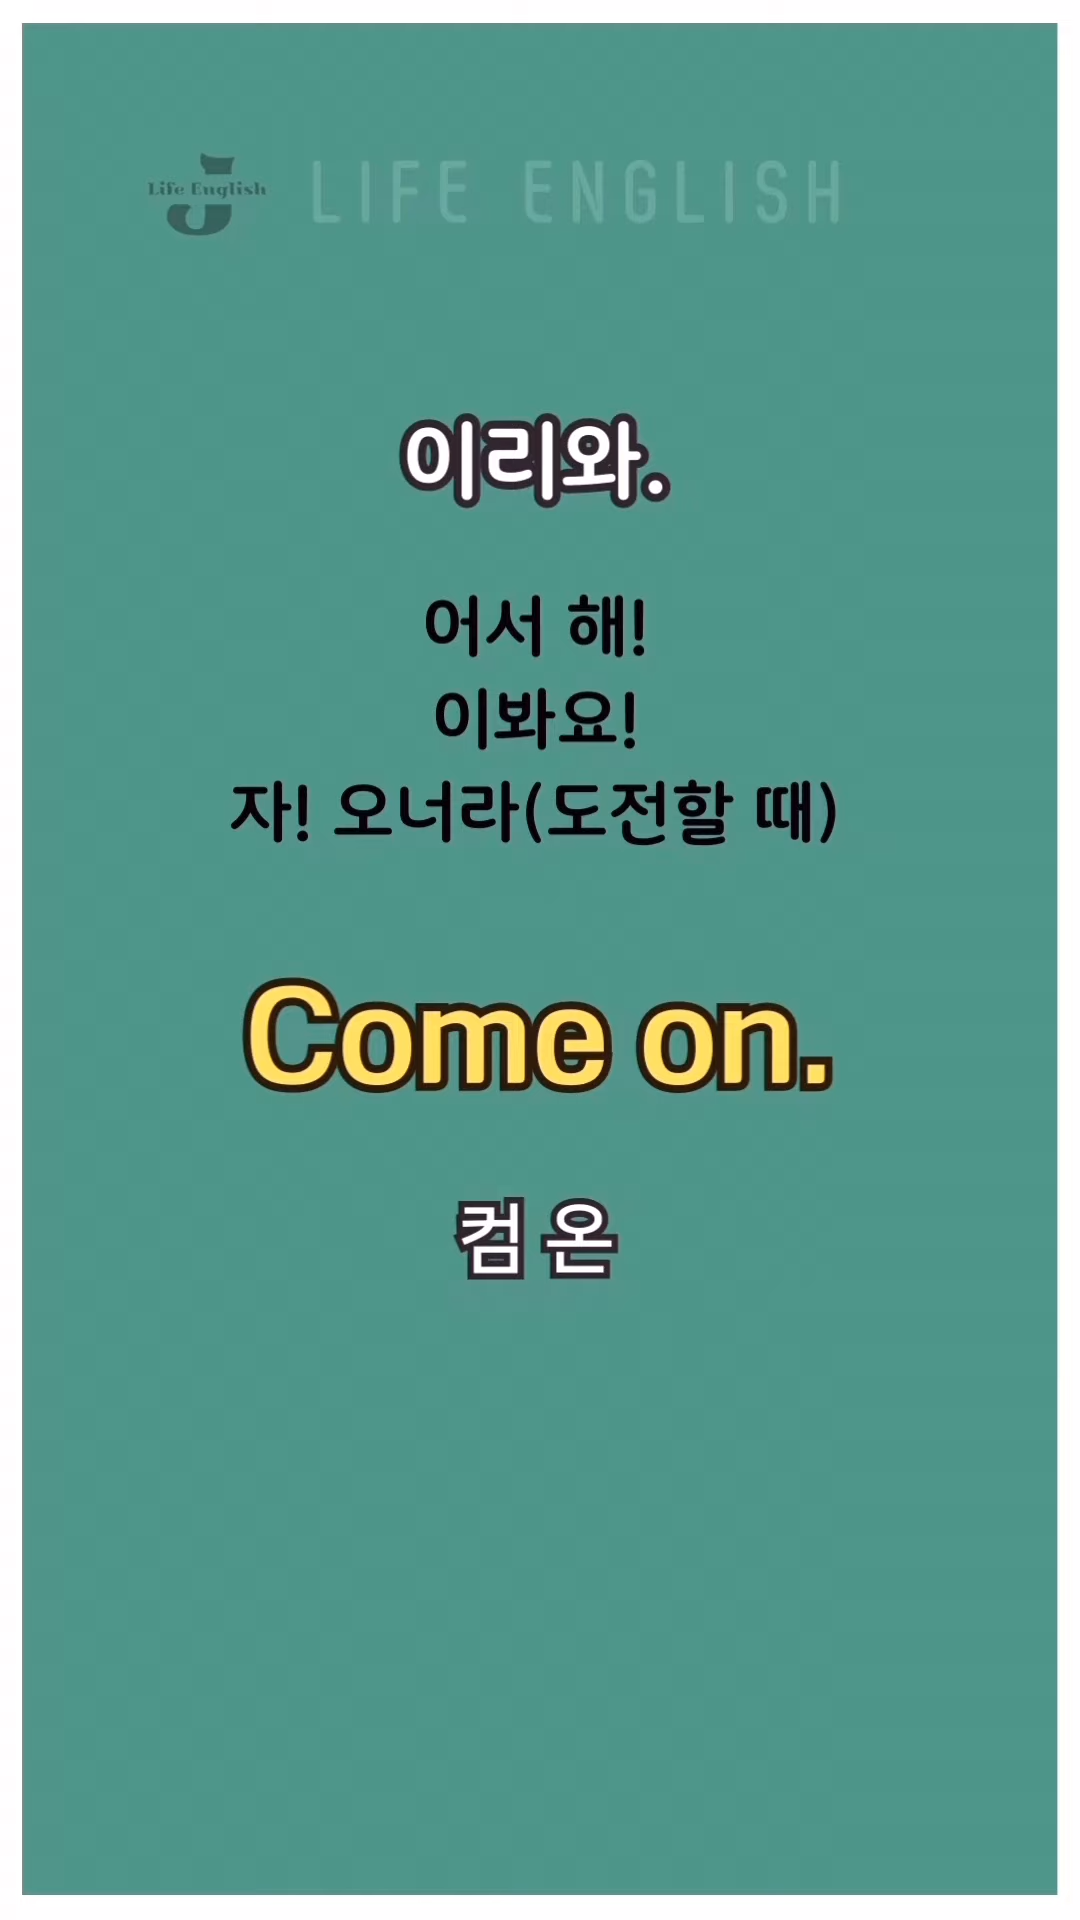 Life English
J
LIFE ENGLISH
이리와.
어서 해!
이봐요!
자! 오너라(도전할 때)
Come on.
컴 온